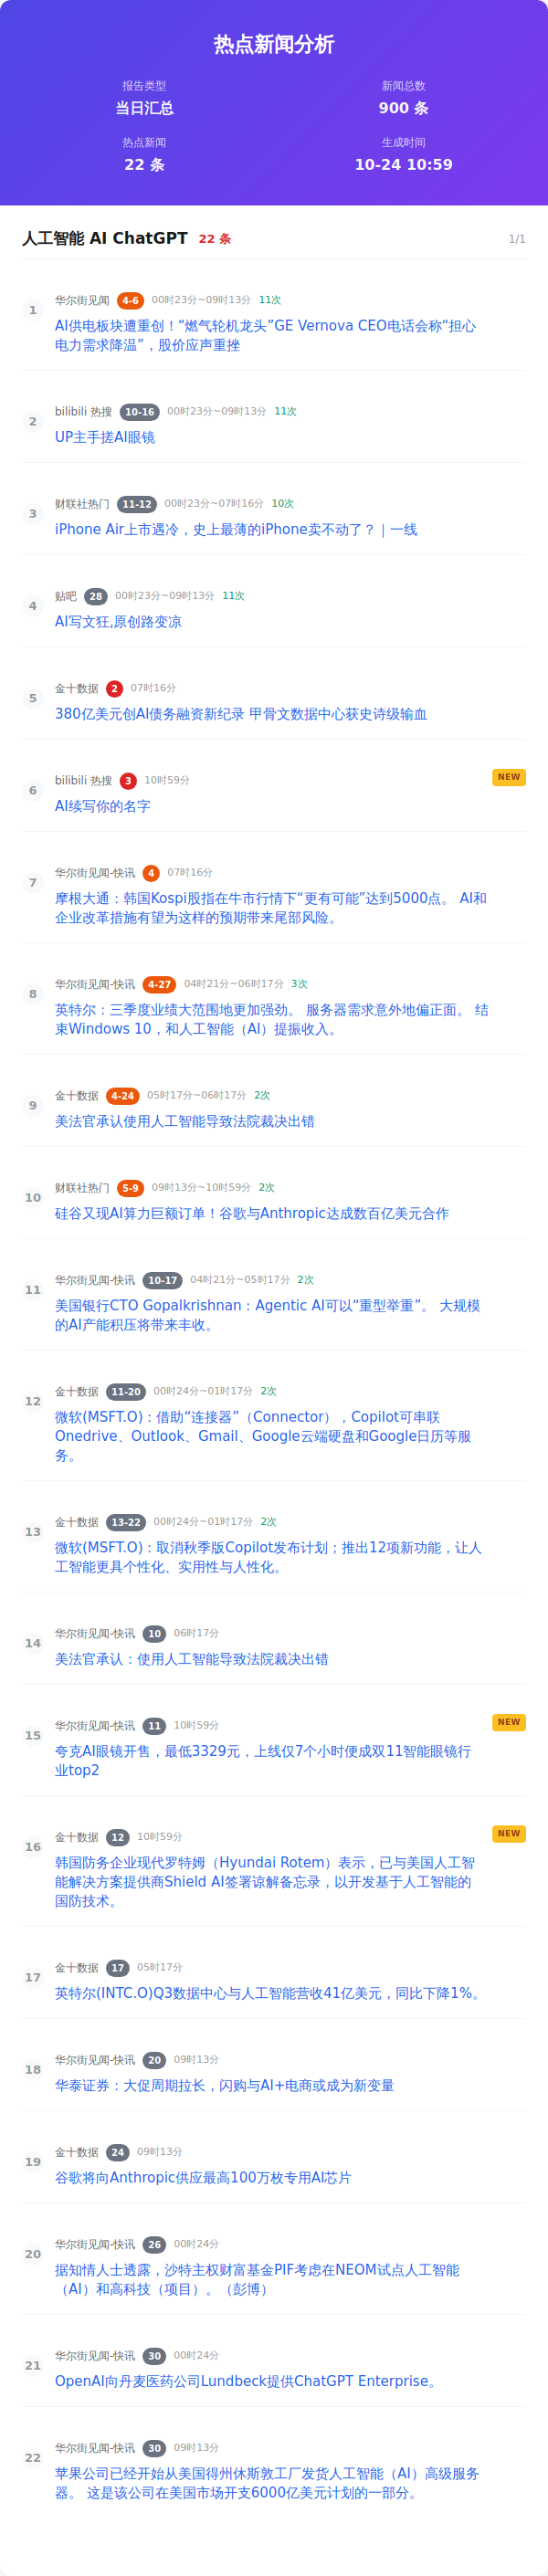 热点新闻分析
报告类型
当日汇总
新闻总数
900 条
热点新闻
22 条
生成时间
10-24 10:59
人工智能 AI ChatGPT 22 条 1/1
1 华尔街见闻 4-6 00时23分~09时13分 11次
AI供电板块遭重创！“燃气轮机龙头”GE Vernova CEO电话会称“担心
电力需求降温”，股价应声重挫
2 bilibili 热搜 10-16 00时23分~09时13分 11次
UP主手搓AI眼镜
3 财联社热门 11-12 00时23分~07时16分 10次
iPhone Air上市遇冷，史上最薄的iPhone卖不动了？｜一线
4 贴吧 28 00时23分~09时13分 11次
AI写文狂,原创路变凉
5 金十数据 2 07时16分
380亿美元创AI债务融资新纪录 甲骨文数据中心获史诗级输血
6 bilibili 热搜 3 10时59分 NEW
AI续写你的名字
7 华尔街见闻-快讯 4 07时16分
摩根大通：韩国Kospi股指在牛市行情下“更有可能”达到5000点。 AI和
企业改革措施有望为这样的预期带来尾部风险。
8 华尔街见闻-快讯 4-27 04时21分~06时17分 3次
英特尔：三季度业绩大范围地更加强劲。 服务器需求意外地偏正面。 结
束Windows 10，和人工智能（AI）提振收入。
9 金十数据 4-24 05时17分~06时17分 2次
美法官承认使用人工智能导致法院裁决出错
10 财联社热门 5-9 09时13分~10时59分 2次
硅谷又现AI算力巨额订单！谷歌与Anthropic达成数百亿美元合作
11 华尔街见闻-快讯 10-17 04时21分~05时17分 2次
美国银行CTO Gopalkrishnan：Agentic AI可以“重型举重”。 大规模
的AI产能积压将带来丰收。
12 金十数据 11-20 00时24分~01时17分 2次
微软(MSFT.O)：借助“连接器”（Connector），Copilot可串联
Onedrive、Outlook、Gmail、Google云端硬盘和Google日历等服
务。
13 金十数据 13-22 00时24分~01时17分 2次
微软(MSFT.O)：取消秋季版Copilot发布计划；推出12项新功能，让人
工智能更具个性化、实用性与人性化。
14 华尔街见闻-快讯 10 06时17分
美法官承认：使用人工智能导致法院裁决出错
15 华尔街见闻-快讯 11 10时59分 NEW
夸克AI眼镜开售，最低3329元，上线仅7个小时便成双11智能眼镜行
业top2
16 金十数据 12 10时59分 NEW
韩国防务企业现代罗特姆（Hyundai Rotem）表示，已与美国人工智
能解决方案提供商Shield AI签署谅解备忘录，以开发基于人工智能的
国防技术。
17 金十数据 17 05时17分
英特尔(INTC.O)Q3数据中心与人工智能营收41亿美元，同比下降1%。
18 华尔街见闻-快讯 20 09时13分
华泰证券：大促周期拉长，闪购与AI+电商或成为新变量
19 金十数据 24 09时13分
谷歌将向Anthropic供应最高100万枚专用AI芯片
20 华尔街见闻-快讯 26 00时24分
据知情人士透露，沙特主权财富基金PIF考虑在NEOM试点人工智能
（AI）和高科技（项目）。（彭博）
21 华尔街见闻-快讯 30 00时24分
OpenAI向丹麦医药公司Lundbeck提供ChatGPT Enterprise。
22 华尔街见闻-快讯 30 09时13分
苹果公司已经开始从美国得州休斯敦工厂发货人工智能（AI）高级服务
器。 这是该公司在美国市场开支6000亿美元计划的一部分。